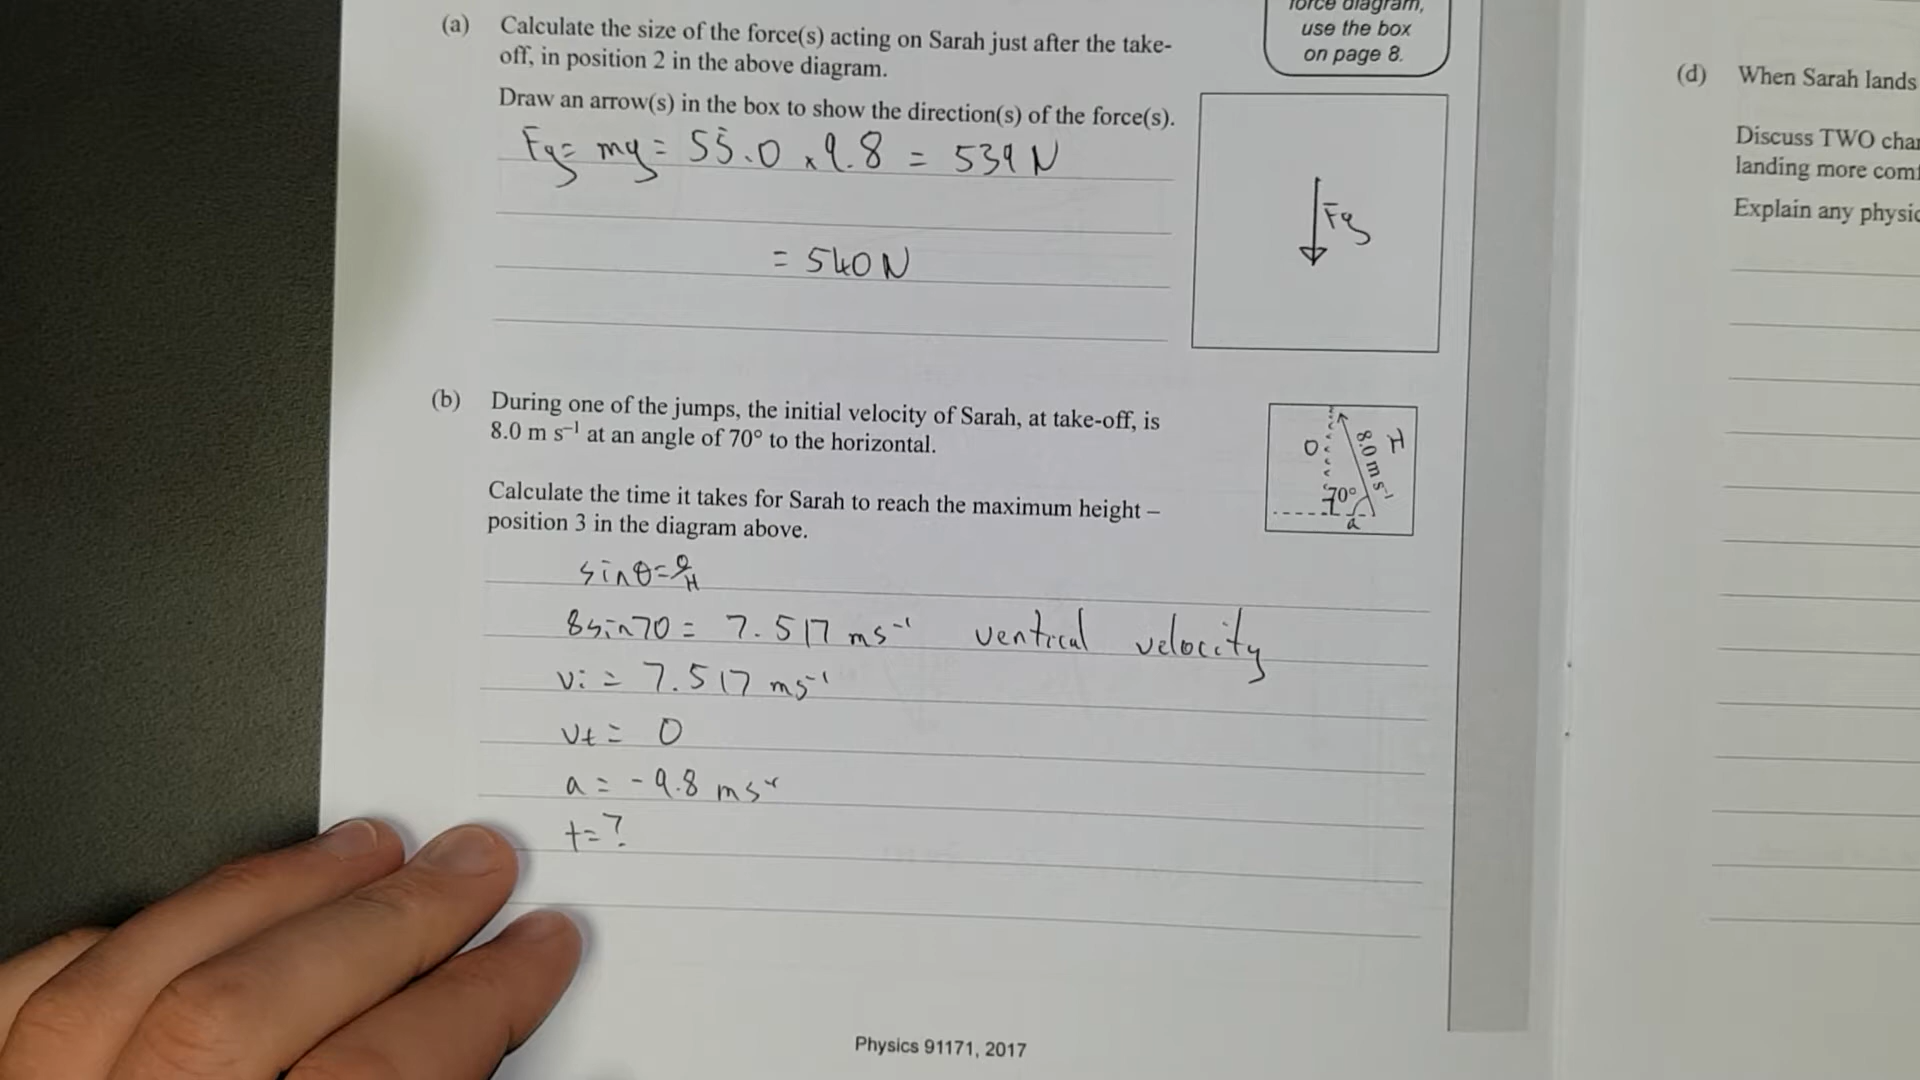 force diagram,
use the box
on page 8.
(a) Calculate the size of the force(s) acting on Sarah just after the take-
off, in position 2 in the above diagram.
Draw an arrow(s) in the box to show the direction(s) of the force(s).
Fg = mg = 55.0 × 9.8 = 539 N
= 540 N
Fg
(b) During one of the jumps, the initial velocity of Sarah, at take-off, is
8.0 m s⁻¹ at an angle of 70° to the horizontal.
Calculate the time it takes for Sarah to reach the maximum height –
position 3 in the diagram above.
O
8.0 m s⁻¹
H
70°
a
sinθ = O/H
8sin70 = 7.517 ms⁻¹ ventrical velocity
vi = 7.517 ms⁻¹
vf = 0
a = -9.8 ms⁻²
t = ?
Physics 91171, 2017
(d) When Sarah lands
Discuss TWO
landing more
Explain any